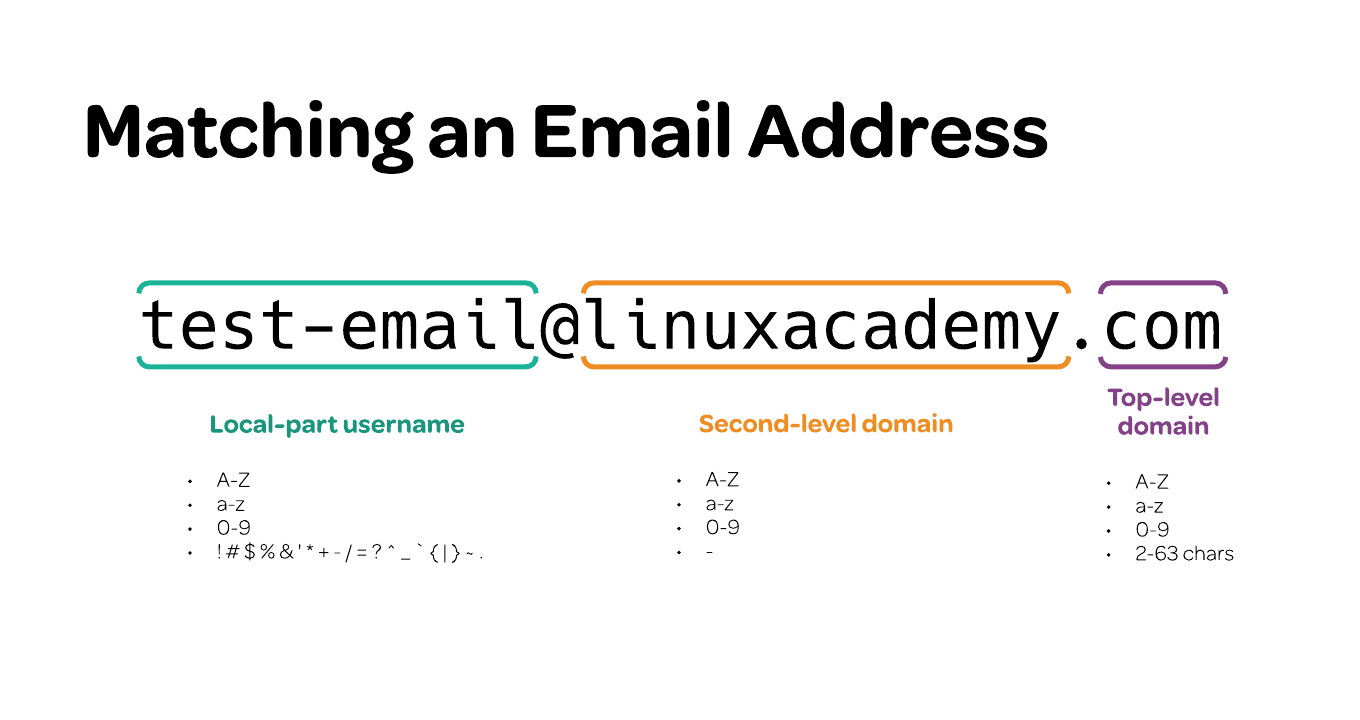 Matching an Email Address
test-email@linuxacademy.com
Local-part username
• A-Z
• a-z
• 0-9
• !#$%&'*+-/=?^_`{|}~.
Second-level domain
• A-Z
• a-z
• 0-9
• -
Top-level
domain
• A-Z
• a-z
• 0-9
• 2-63 chars